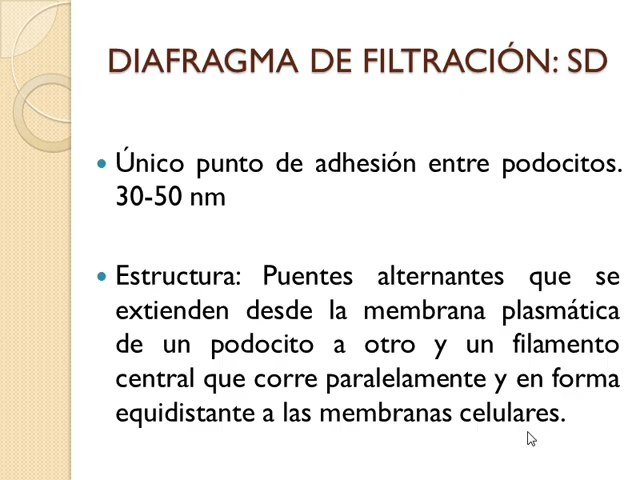 DIAFRAGMA DE FILTRACIÓN: SD
• Único punto de adhesión entre podocitos.
30-50 nm
• Estructura: Puentes alternantes que se
extienden desde la membrana plasmática
de un podocito a otro y un filamento
central que corre paralelamente y en forma
equidistante a las membranas celulares.